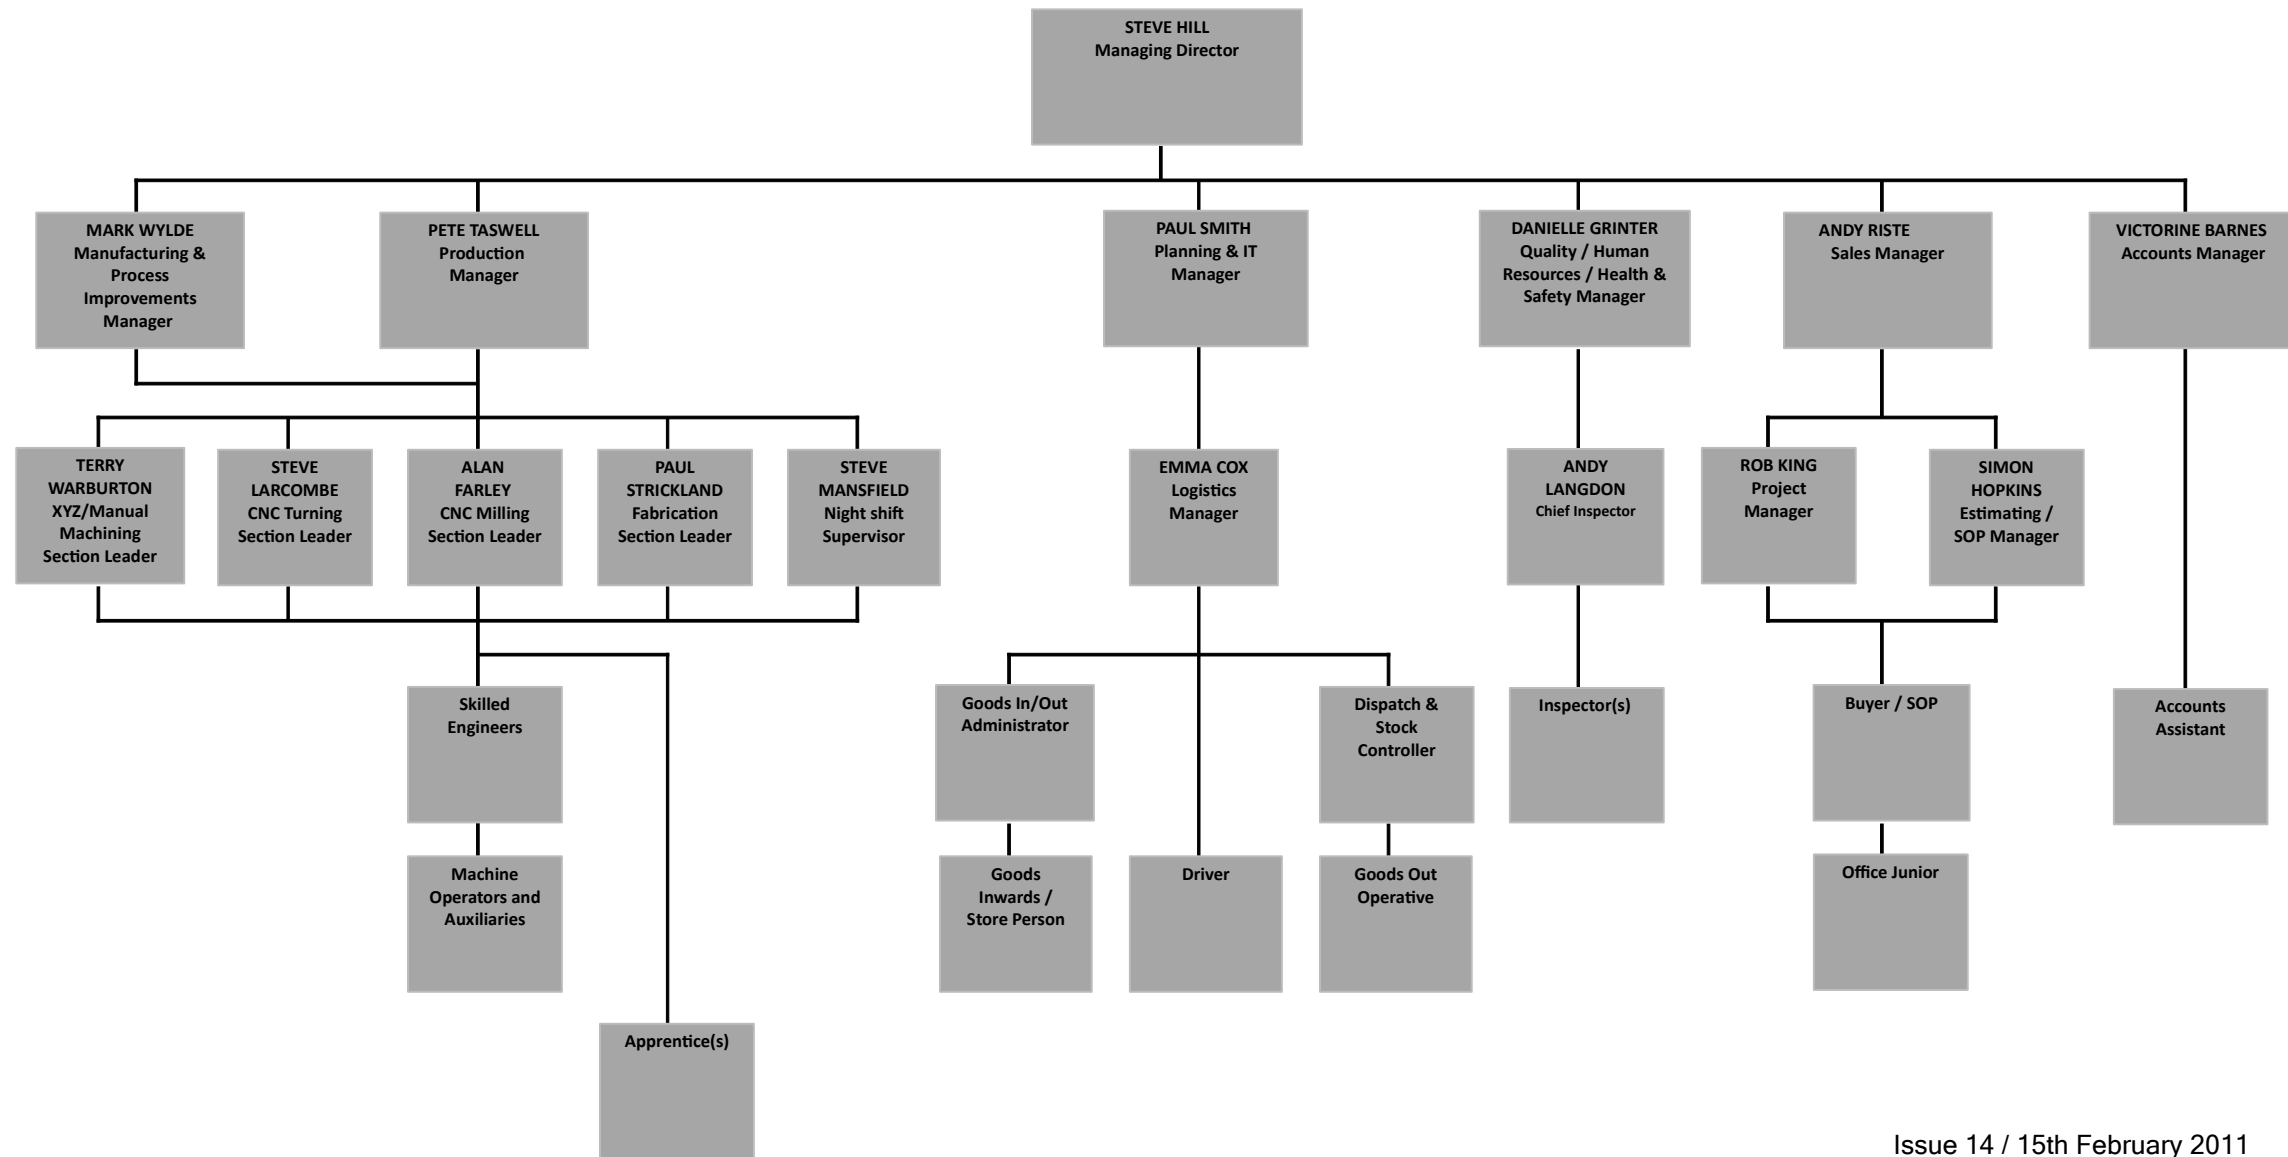 STEVE HILL
Managing Director
MARK WYLDE
Manufacturing &
Process
Improvements
Manager
PETE TASWELL
Production
Manager
PAUL SMITH
Planning & IT
Manager
DANIELLE GRINTER
Quality / Human
Resources / Health &
Safety Manager
ANDY RISTE
Sales Manager
VICTORINE BARNES
Accounts Manager
TERRY
WARBURTON
XYZ/Manual
Machining
Section Leader
STEVE
LARCOMBE
CNC Turning
Section Leader
ALAN
FARLEY
CNC Milling
Section Leader
PAUL
STRICKLAND
Fabrication
Section Leader
STEVE
MANSFIELD
Night shift
Supervisor
EMMA COX
Logistics
Manager
ANDY
LANGDON
Chief Inspector
ROB KING
Project
Manager
SIMON
HOPKINS
Estimating /
SOP Manager
Skilled
Engineers
Goods In/Out
Administrator
Dispatch &
Stock
Controller
Inspector(s)
Buyer / SOP
Accounts
Assistant
Machine
Operators and
Auxiliaries
Goods
Inwards /
Store Person
Driver
Goods Out
Operative
Office Junior
Apprentice(s)
Issue 14 / 15th February 2011